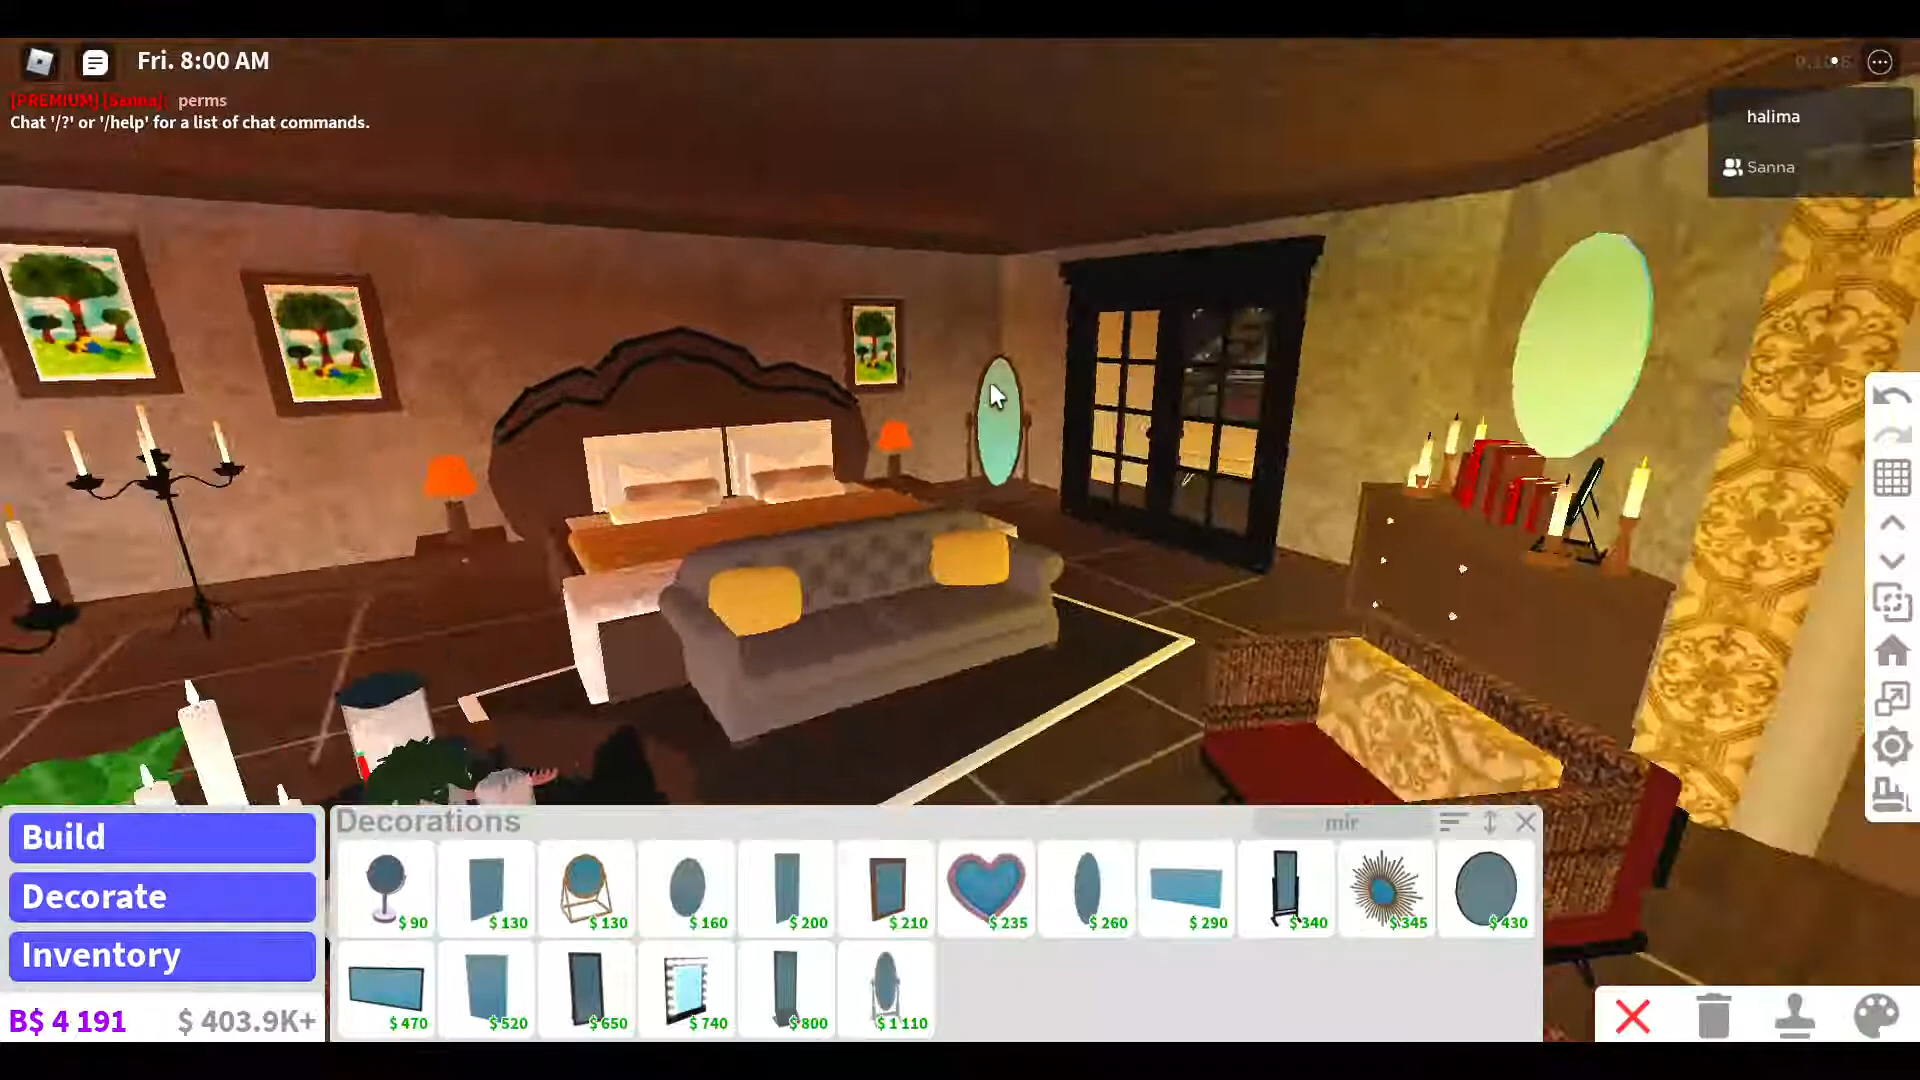 Fri. 8:00 AM
[PREMIUM] [Sanna]: perms
Chat '/?' or '/help' for a list of chat commands.
halima
Sanna
Build
Decorate
Inventory
B$ 4 191 $ 403.9K+
Decorations
mir
$ 90 $ 130 $ 130 $ 160 $ 200 $ 210 $ 235 $ 260 $ 290 $ 340 $ 345 $ 430
$ 470 $ 520 $ 650 $ 740 $ 800 $ 1 110